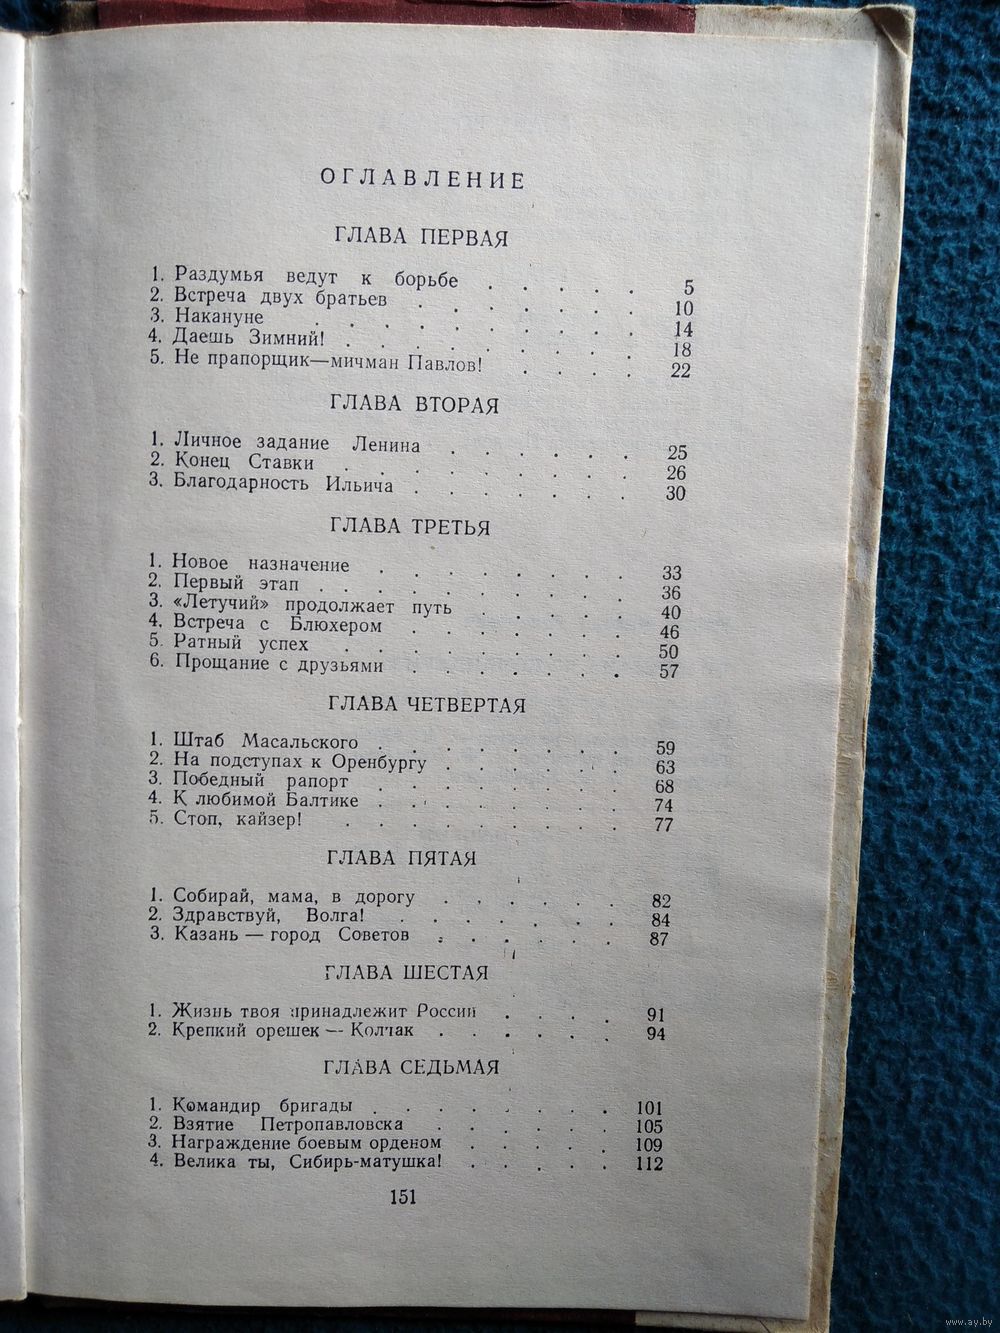 ОГЛАВЛЕНИЕ
ГЛАВА ПЕРВАЯ
1. Раздумья ведут к борьбе . . . . . 5
2. Встреча двух братьев . . . . . . 10
3. Накануне . . . . . . . . 14
4. Даешь Зимний! . . . . . . . . 18
5. Не прапорщик—мичман Павлов! . . . . 22
ГЛАВА ВТОРАЯ
1. Личное задание Ленина . . . . . . 25
2. Конец Ставки . . . . . . . . 26
3. Благодарность Ильича . . . . . . . 30
ГЛАВА ТРЕТЬЯ
1. Новое назначение . . . . . . . . 33
2. Первый этап . . . . . . . . . 36
3. «Летучий» продолжает путь . . . . . 40
4. Встреча с Блюхером . . . . . . . 46
5. Ратный успех . . . . . . . . 50
6. Прощание с друзьями . . . . . . . 57
ГЛАВА ЧЕТВЕРТАЯ
1. Штаб Масальского . . . . . . . . 59
2. На подступах к Оренбургу . . . . . . 63
3. Победный рапорт . . . . . . . . 68
4. К любимой Балтике . . . . . . . . 74
5. Стоп, кайзер! . . . . . . . . . 77
ГЛАВА ПЯТАЯ
1. Собирай, мама, в дорогу . . . . . . 82
2. Здравствуй, Волга! . . . . . . . 84
3. Казань — город Советов . . . . . . 87
ГЛАВА ШЕСТАЯ
1. Жизнь твоя принадлежит России . . . . 91
2. Крепкий орешек — Колчак . . . . . . 94
ГЛАВА СЕДЬМАЯ
1. Командир бригады . . . . . . . . 101
2. Взятие Петропавловска . . . . . . 105
3. Награждение боевым орденом . . . . . 109
4. Велика ты, Сибирь-матушка! . . . . . 112
151
www.ay.by